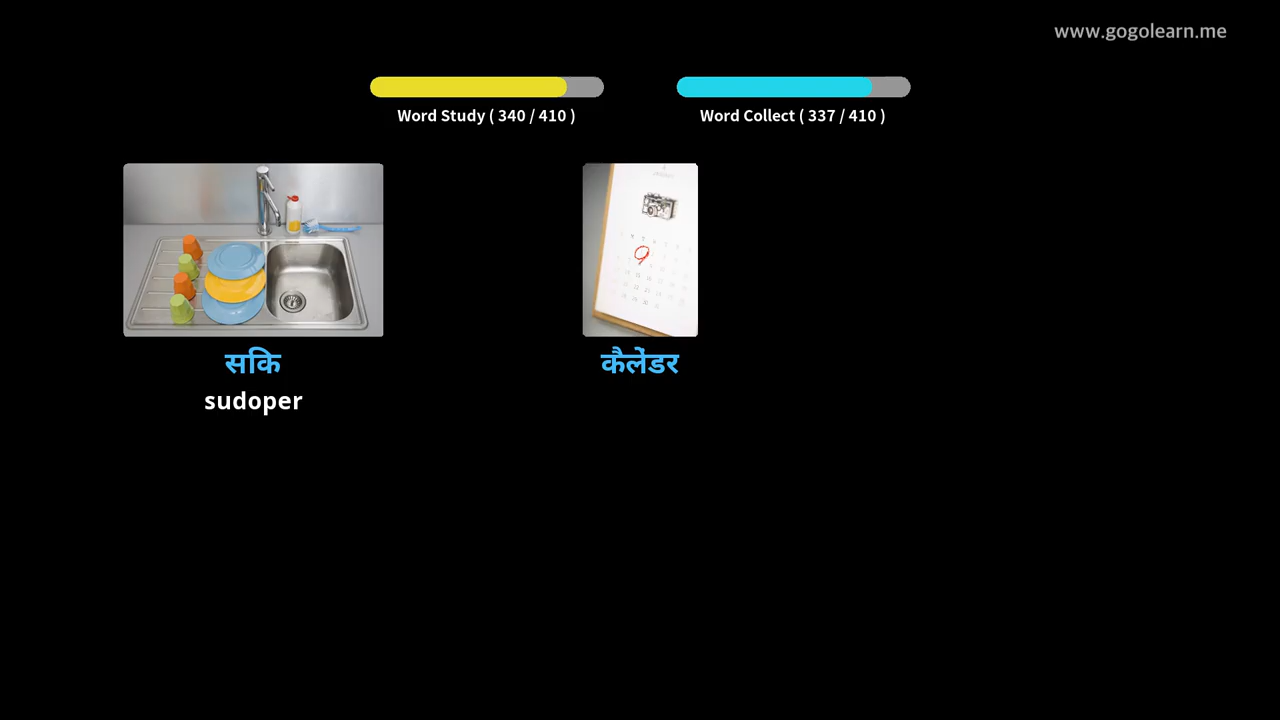 www.gogolearn.me
Word Study ( 340 / 410 )
Word Collect ( 337 / 410 )
सकि
कैलेंडर
sudoper